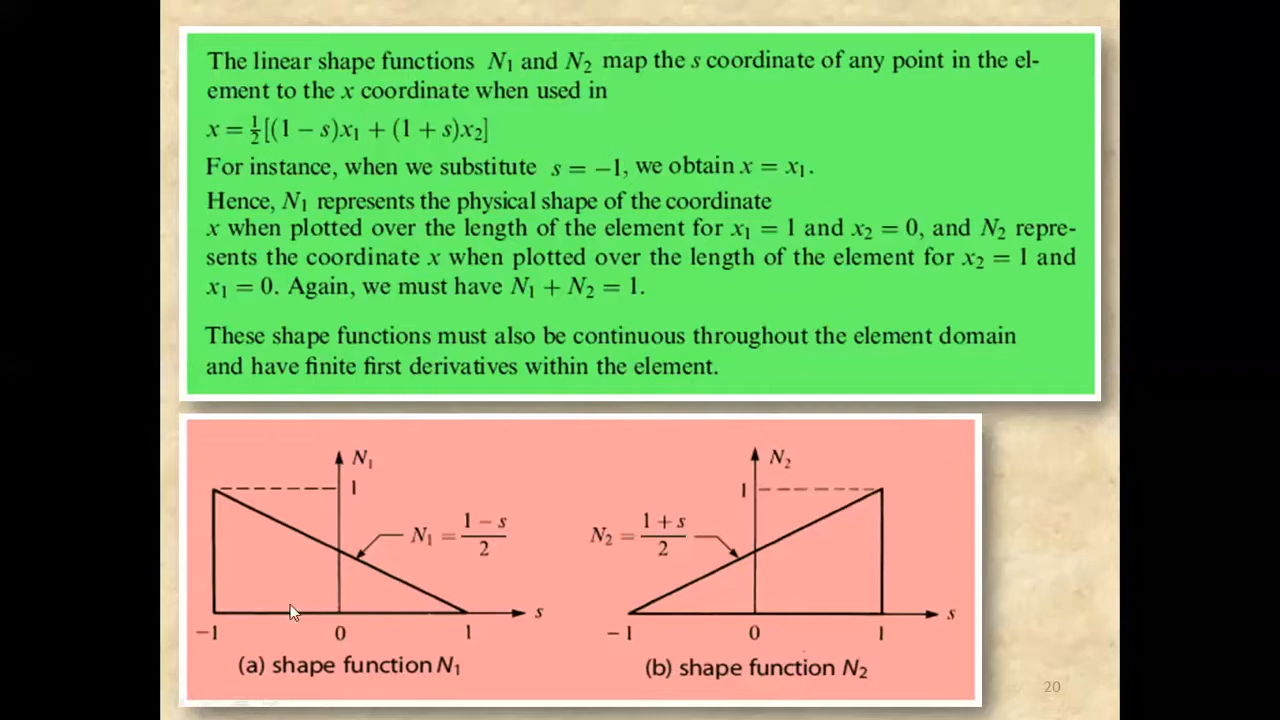 The linear shape functions N₁ and N₂ map the s coordinate of any point in the el-
ement to the x coordinate when used in
x = ½[(1 − s)x₁ + (1 + s)x₂]
For instance, when we substitute s = −1, we obtain x = x₁.
Hence, N₁ represents the physical shape of the coordinate
x when plotted over the length of the element for x₁ = 1 and x₂ = 0, and N₂ repre-
sents the coordinate x when plotted over the length of the element for x₂ = 1 and
x₁ = 0. Again, we must have N₁ + N₂ = 1.
These shape functions must also be continuous throughout the element domain
and have finite first derivatives within the element.
N₁
1
N₁ = (1 − s)/2
s
−1 0 1
(a) shape function N₁
N₂
1
N₂ = (1 + s)/2
s
−1 0 1
(b) shape function N₂
20